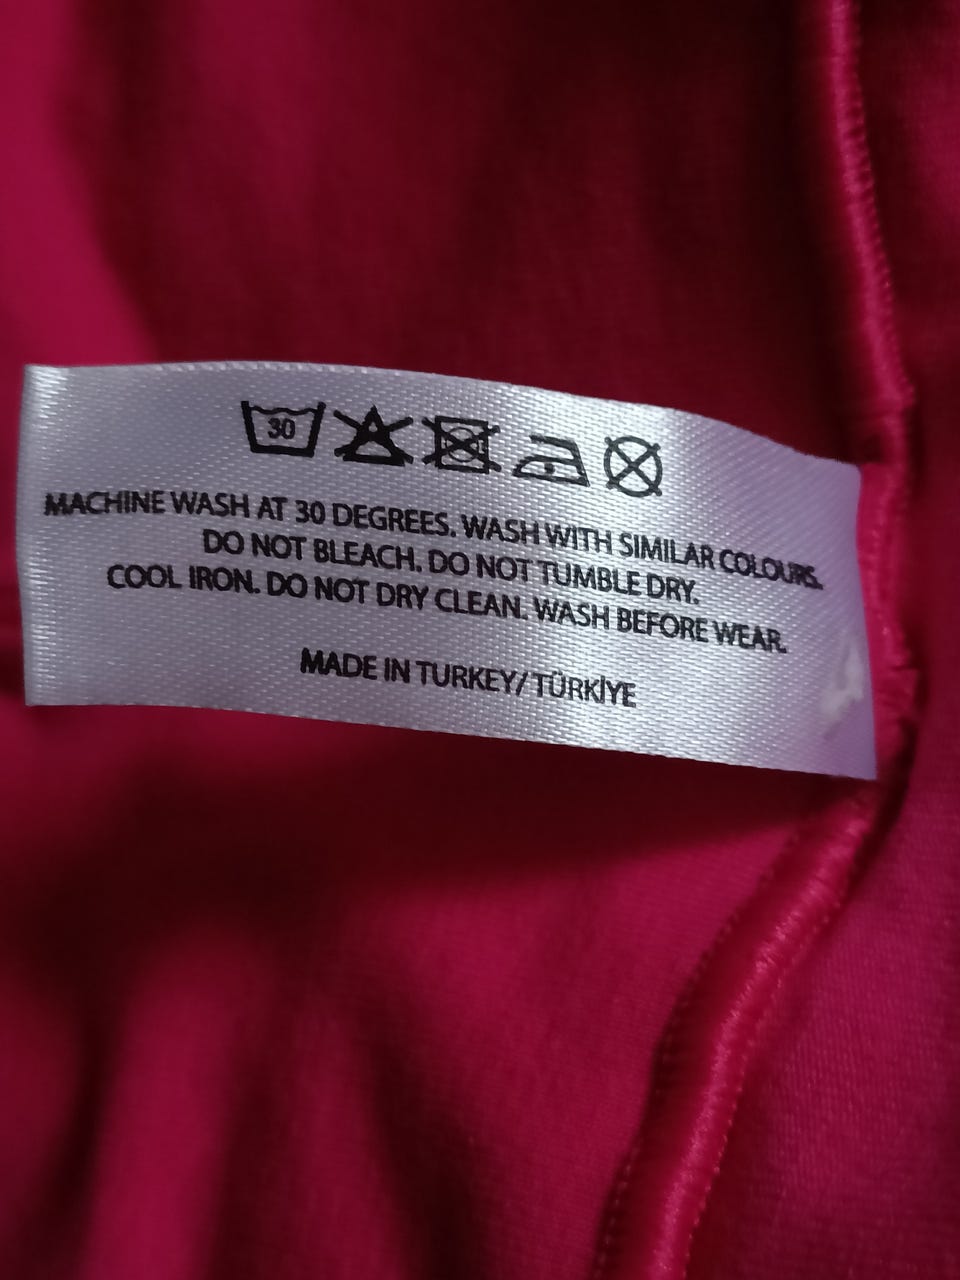 30
MACHINE WASH AT 30 DEGREES. WASH WITH SIMILAR COLOURS.
DO NOT BLEACH. DO NOT TUMBLE DRY.
COOL IRON. DO NOT DRY CLEAN. WASH BEFORE WEAR.
MADE IN TURKEY/TÜRKİYE